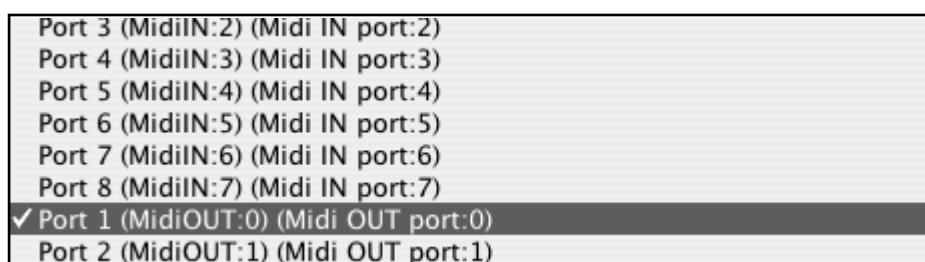 Port 3 (MidiIN:2) (Midi IN port:2)
Port 4 (MidiIN:3) (Midi IN port:3)
Port 5 (MidiIN:4) (Midi IN port:4)
Port 6 (MidiIN:5) (Midi IN port:5)
Port 7 (MidiIN:6) (Midi IN port:6)
Port 8 (MidiIN:7) (Midi IN port:7)
✓ Port 1 (MidiOUT:0) (Midi OUT port:0)
Port 2 (MidiOUT:1) (Midi OUT port:1)